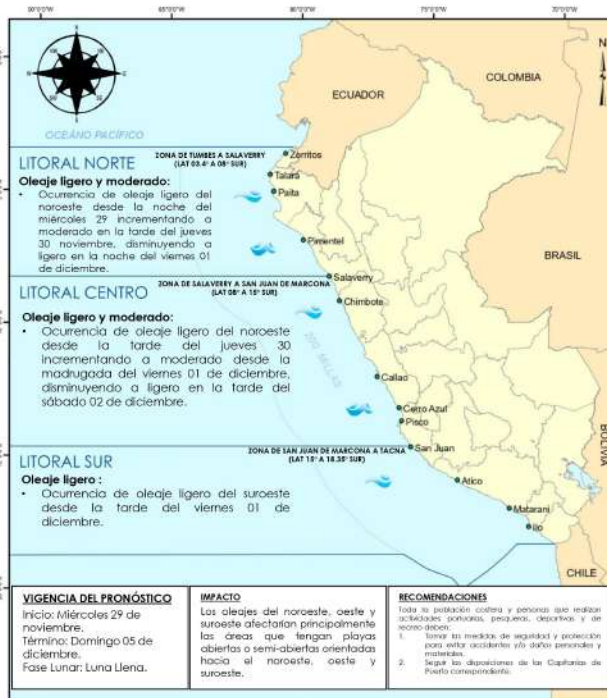 90°0'0"O
85°0'0"O
80°0'0"O
75°0'0"O
70°0'0"O
N
COLOMBIA
ECUADOR
OCEÁNO PACÍFICO
LITORAL NORTE
ZONA DE TUMBES A SALAVERRY
(LAT 03.4° A 08° SUR)
Zorritos
Oleaje ligero y moderado:
Talara
• Ocurrencia de oleaje ligero del
Paita
noroeste desde la noche del
miércoles 29 incrementando a
moderado en la tarde del jueves
30 noviembre, disminuyendo a
ligero en la noche del viernes 01
de diciembre.
Pimentel
BRASIL
LITORAL CENTRO
ZONA DE SALAVERRY A SAN JUAN DE MARCONA
(LAT 08° A 15° SUR)
Salaverry
Chimbote
Oleaje ligero y moderado:
• Ocurrencia de oleaje ligero del noroeste
desde la tarde del jueves 30
incrementando a moderado desde la
madrugada del viernes 01 de diciembre,
disminuyendo a ligero en la tarde del
sábado 02 de diciembre.
200 MILLAS
Callao
Cerro Azul
Pisco
LITORAL SUR
ZONA DE SAN JUAN DE MARCONA A TACNA
(LAT 15° A 18.35° SUR)
San Juan
BOLIVIA
Oleaje ligero :
• Ocurrencia de oleaje ligero del suroeste
desde la tarde del viernes 01 de
diciembre.
Atico
Matarani
Ilo
CHILE
VIGENCIA DEL PRONÓSTICO
Inicio: Miércoles 29 de
noviembre.
Término: Domingo 05 de
diciembre.
Fase Lunar: Luna Llena.
IMPACTO
Los oleajes del noroeste, oeste y
suroeste afectarían principalmente
las áreas que tengan playas
abiertas o semi-abiertas orientadas
hacia el noroeste, oeste y
suroeste.
RECOMENDACIONES
Toda la población costera y personas que realizan
actividades portuarias, pesqueras, deportivas y de
recreo deben:
1. Tomar las medidas de seguridad y protección
para evitar accidentes y/o daños personales y
materiales.
2. Seguir las disposiciones de las Capitanías de
Puerto correspondiente.